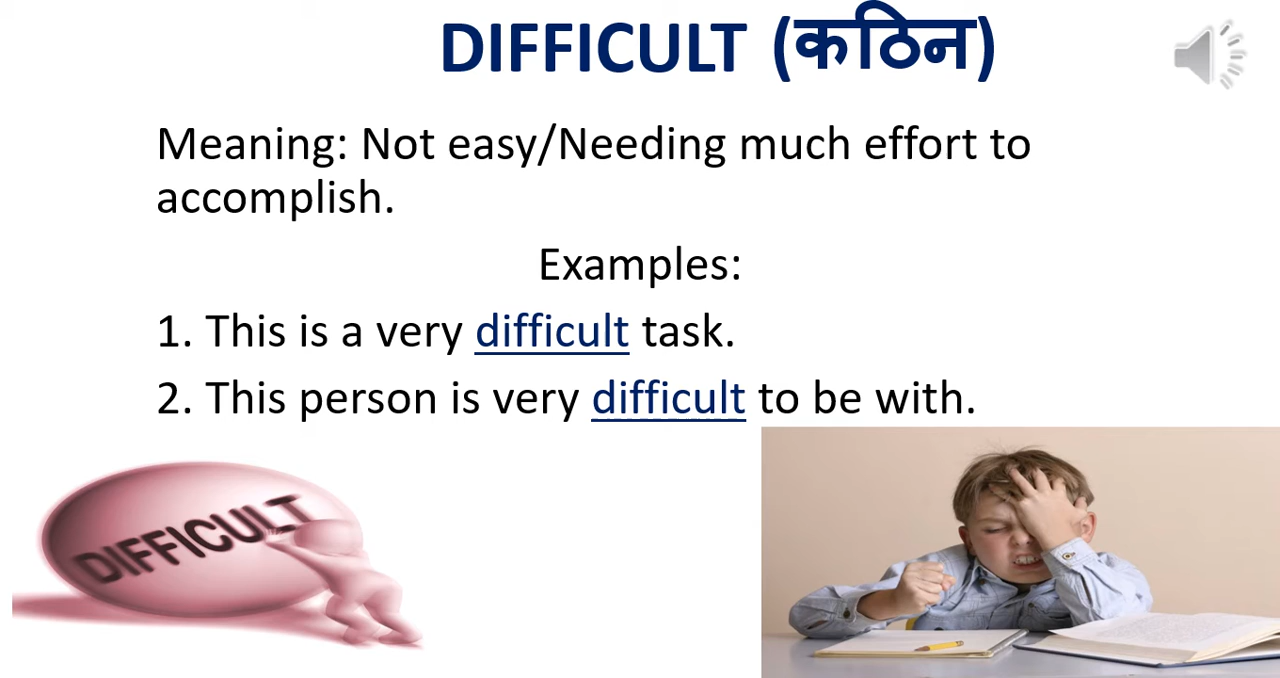 DIFFICULT (कठिन)
Meaning: Not easy/Needing much effort to
accomplish.
Examples:
1. This is a very difficult task.
2. This person is very difficult to be with.
DIFFICULT